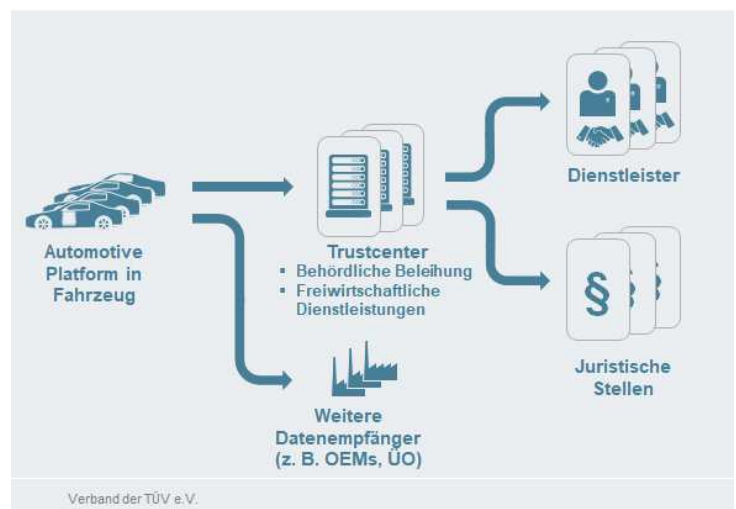 Dienstleister
Automotive
Platform in
Fahrzeug
Trustcenter
▪ Behördliche Beleihung
▪ Freiwirtschaftliche
Dienstleistungen
§
Juristische
Stellen
Weitere
Datenempfänger
(z. B. OEMs, ÜO)
Verband der TÜV e.V.